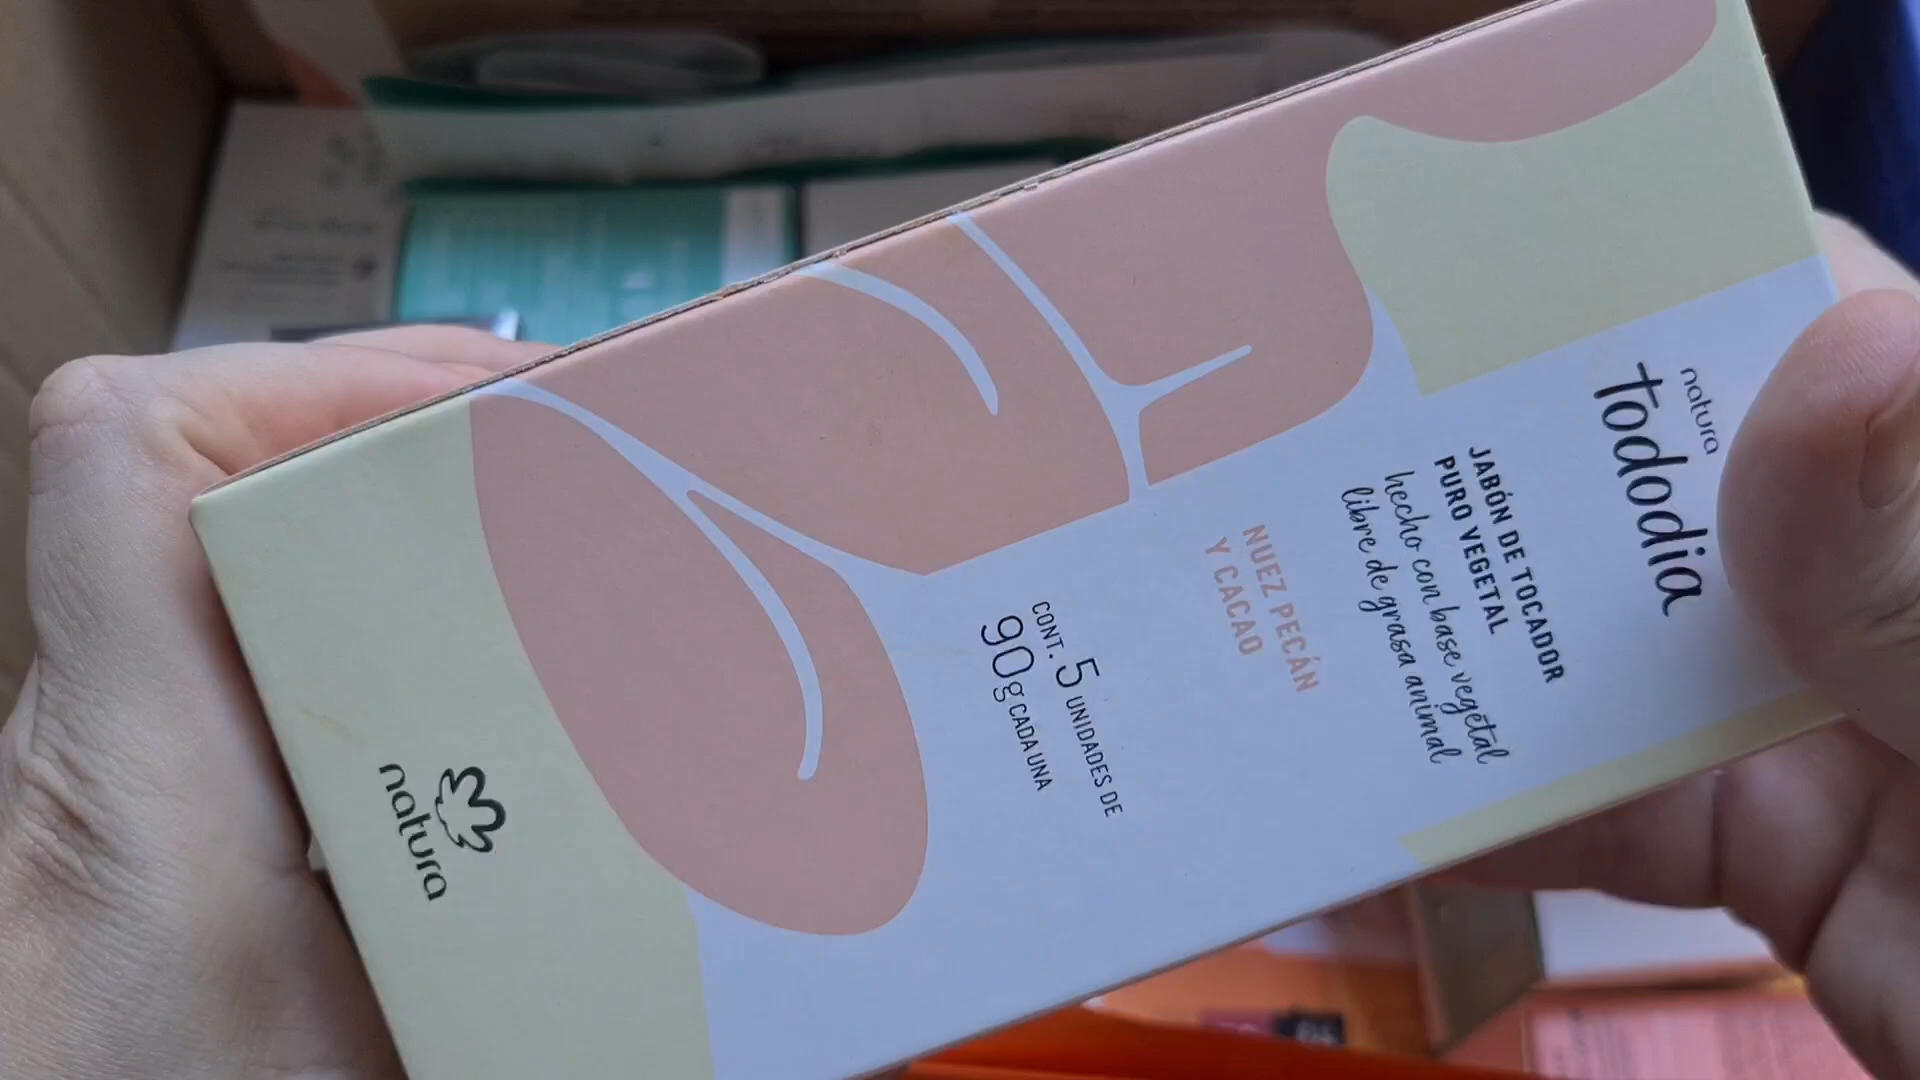 natura
Tododia
JABÓN DE TOCADOR
PURO VEGETAL
hecho con base vegetal
libre de grasa animal
NUEZ PECÁN
Y CACAO
CONT. 5 UNIDADES DE
90g CADA UNA
natura